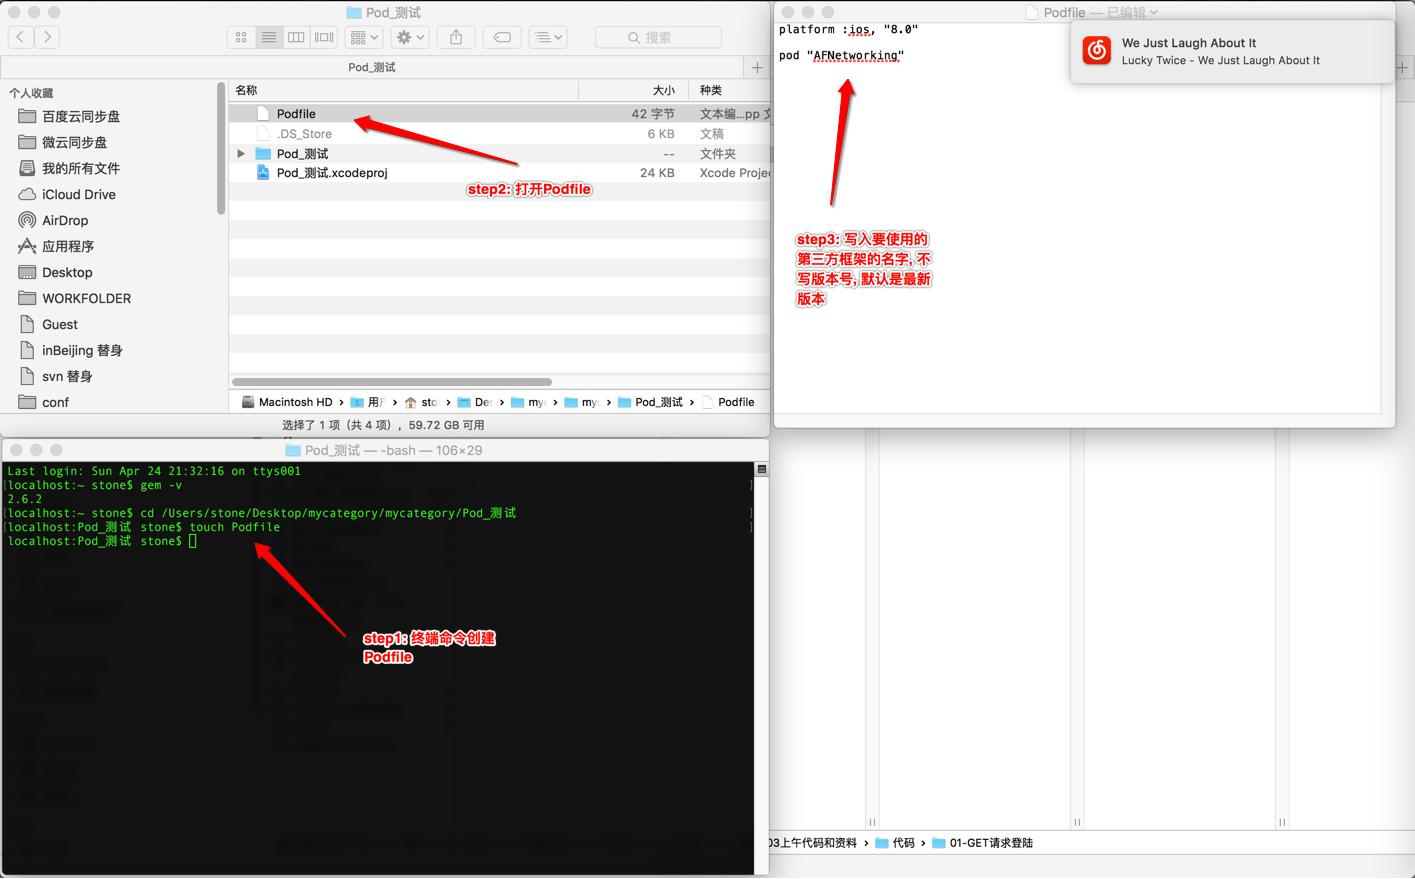 Pod_测试
搜索
Pod_测试
个人收藏
百度云同步盘
微云同步盘
我的所有文件
iCloud Drive
AirDrop
应用程序
Desktop
WORKFOLDER
Guest
inBeijing 替身
svn 替身
conf
名称 大小 种类
Podfile 42 字节 文本编...pp 文
.DS_Store 6 KB 文稿
Pod_测试 -- 文件夹
Pod_测试.xcodeproj 24 KB Xcode Projec
step2: 打开Podfile
Macintosh HD › 用户 › sto › Des › my › my › Pod_测试 › Podfile
选择了 1 项（共 4 项），59.72 GB 可用
Podfile — 已编辑
platform :ios, "8.0"
pod "AFNetworking"
We Just Laugh About It
Lucky Twice - We Just Laugh About It
step3: 写入要使用的
第三方框架的名字, 不
写版本号, 默认是最新
版本
Pod_测试 — -bash — 106×29
Last login: Sun Apr 24 21:32:16 on ttys001
[localhost:~ stone$ gem -v ]
2.6.2
[localhost:~ stone$ cd /Users/stone/Desktop/mycategory/mycategory/Pod_测试 ]
[localhost:Pod_测试 stone$ touch Podfile ]
localhost:Pod_测试 stone$
step1: 终端命令创建
Podfile
03上午代码和资料 › 代码 › 01-GET请求登陆